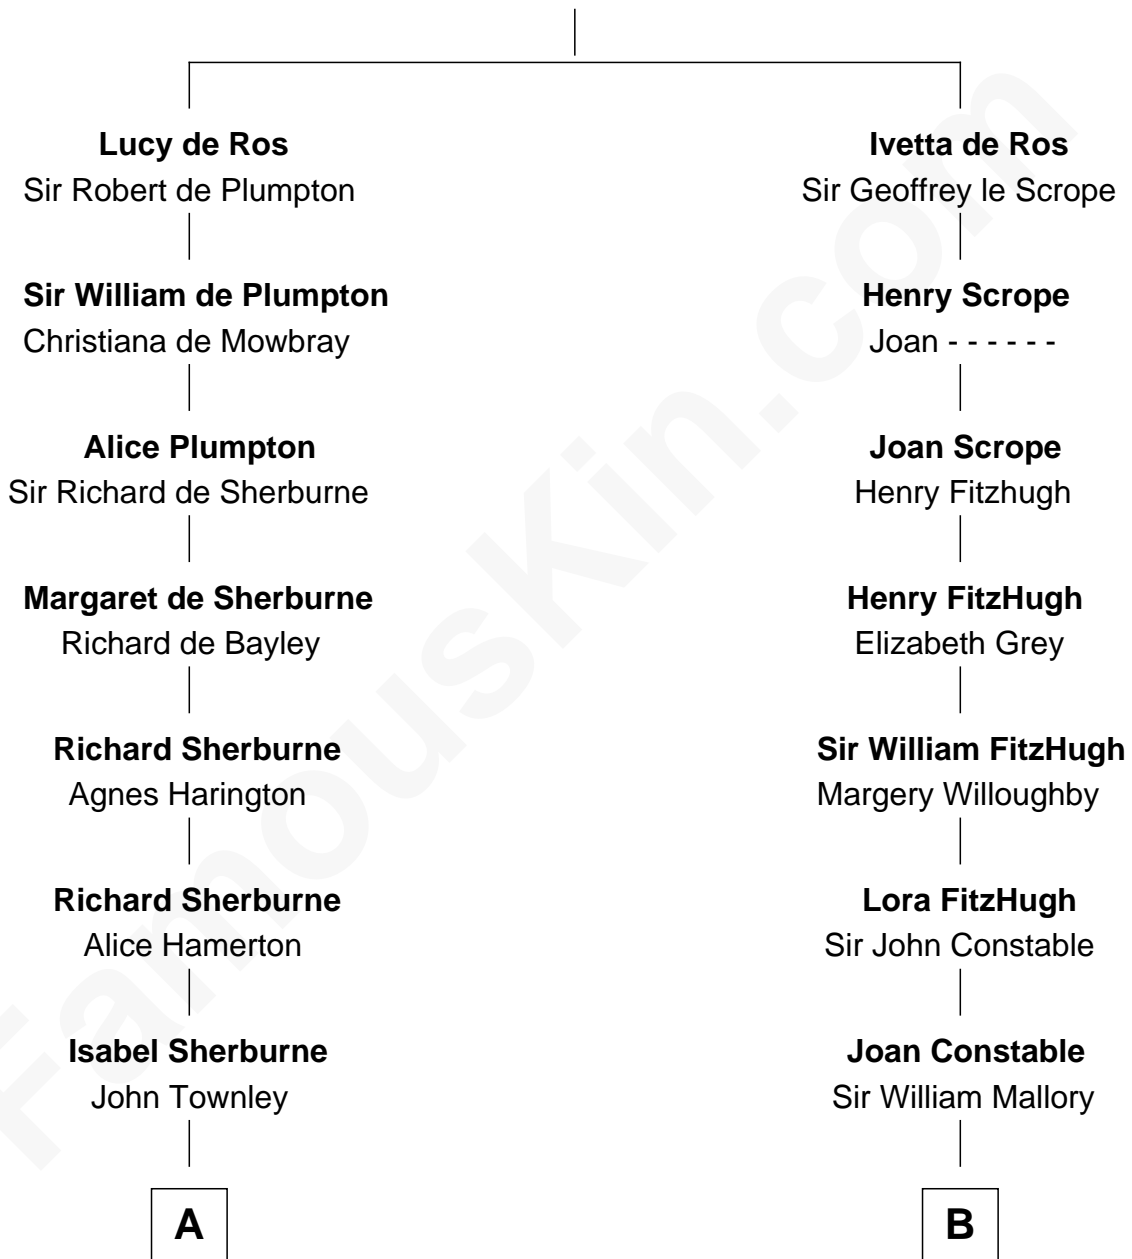 Lucy de Ros
Sir Robert de Plumpton
Sir William de Plumpton
Christiana de Mowbray
Alice Plumpton
Sir Richard de Sherburne
Margaret de Sherburne
Richard de Bayley
Richard Sherburne
Agnes Harington
Richard Sherburne
Alice Hamerton
Isabel Sherburne
John Townley
A
Ivetta de Ros
Sir Geoffrey le Scrope
Henry Scrope
Joan - - - - - -
Joan Scrope
Henry Fitzhugh
Henry FitzHugh
Elizabeth Grey
Sir William FitzHugh
Margery Willoughby
Lora FitzHugh
Sir John Constable
Joan Constable
Sir William Mallory
B
FamousKin.com